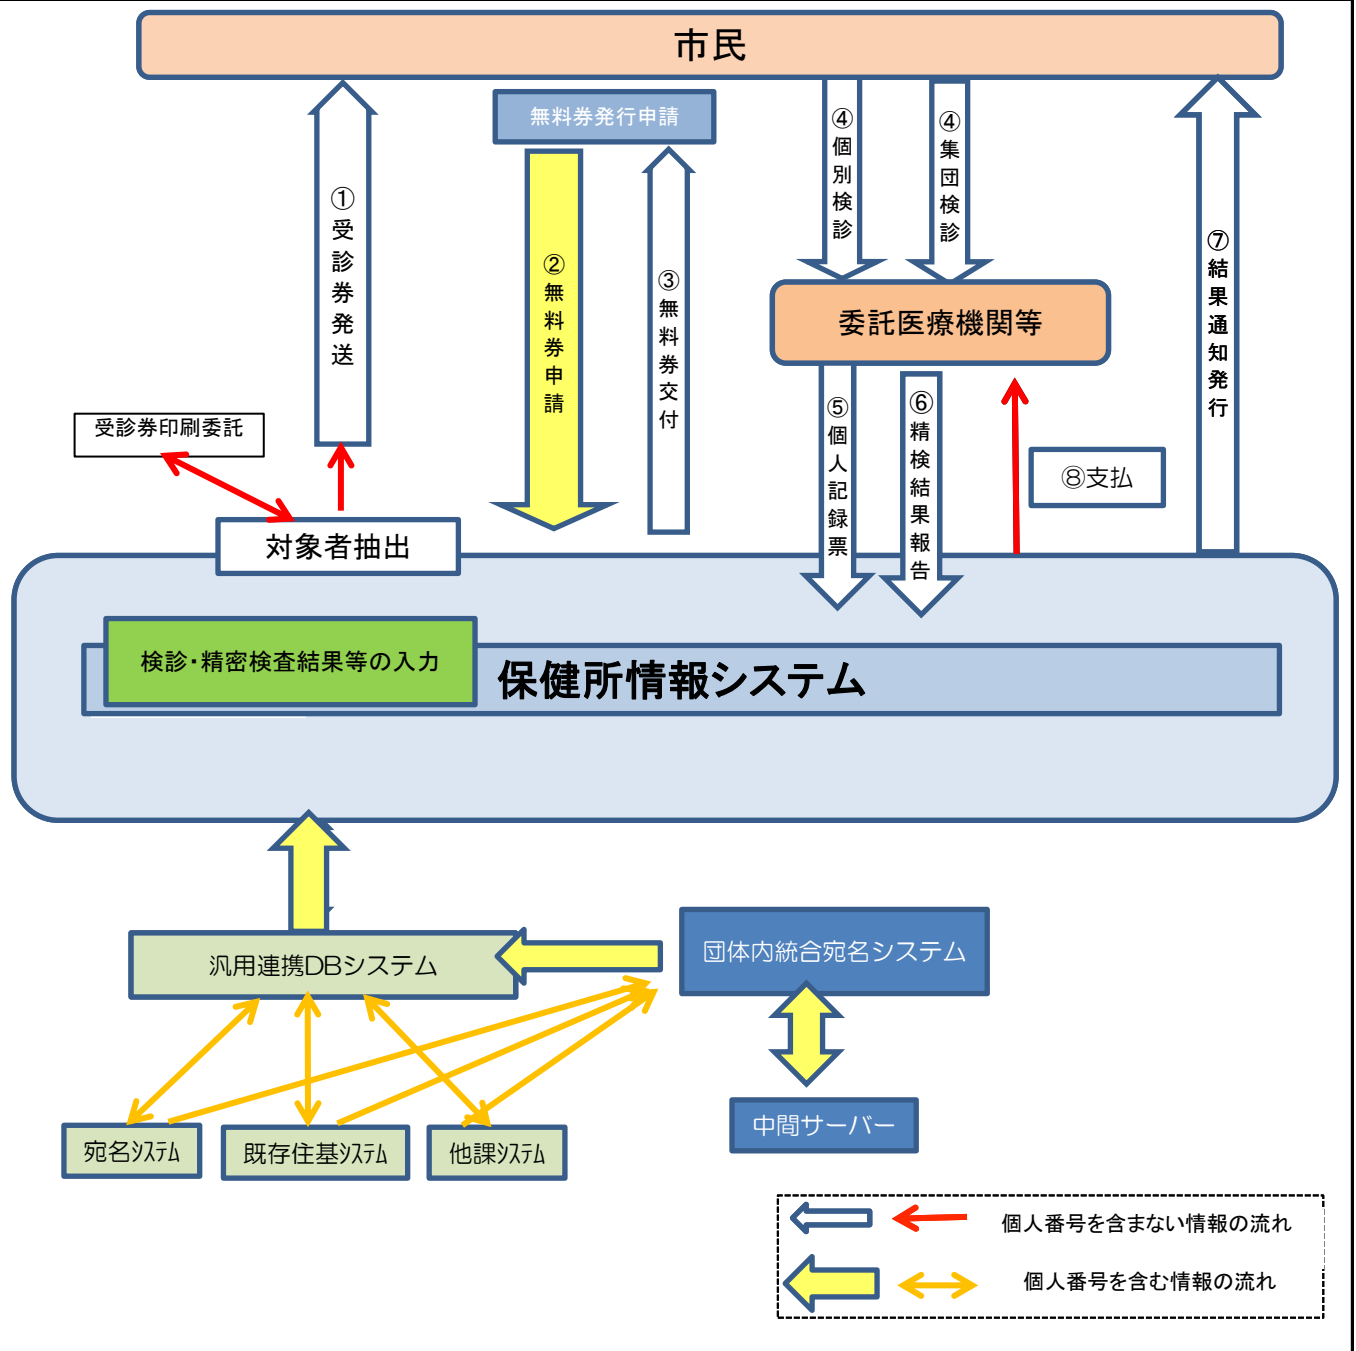 市民
無料券発行申請
①受診券発送
②無料券申請
③無料券交付
④個別検診
④集団検診
⑦結果通知発行
委託医療機関等
⑤個人記録票
⑥精検結果報告
⑧支払
受診券印刷委託
対象者抽出
検診・精密検査結果等の入力
保健所情報システム
汎用連携DBシステム
団体内統合宛名システム
宛名ｼｽﾃﾑ
既存住基ｼｽﾃﾑ
他課ｼｽﾃﾑ
中間サーバー
個人番号を含まない情報の流れ
個人番号を含む情報の流れ